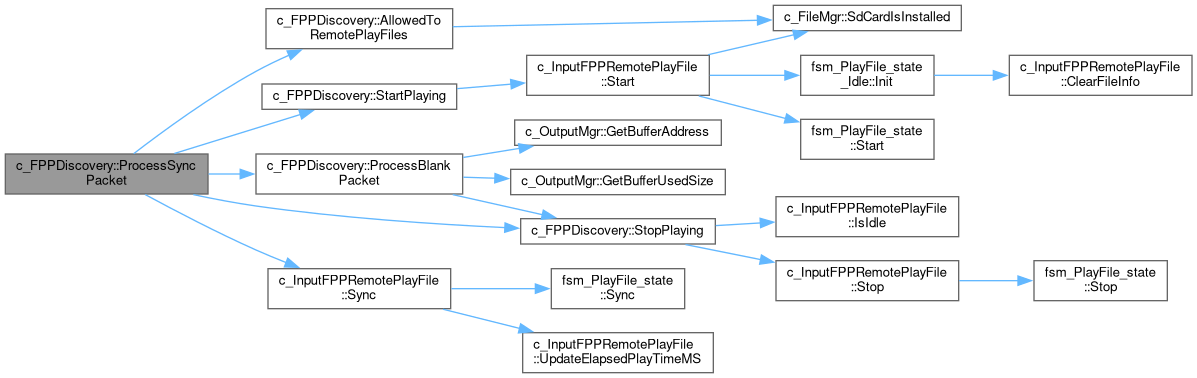 c_FPPDiscovery::ProcessSync
Packet
c_FPPDiscovery::AllowedTo
RemotePlayFiles
c_FPPDiscovery::StartPlaying
c_FPPDiscovery::ProcessBlank
Packet
c_InputFPPRemotePlayFile
::Sync
c_InputFPPRemotePlayFile
::Start
c_OutputMgr::GetBufferAddress
c_OutputMgr::GetBufferUsedSize
c_FPPDiscovery::StopPlaying
fsm_PlayFile_state
::Sync
c_InputFPPRemotePlayFile
::UpdateElapsedPlayTimeMS
c_FileMgr::SdCardIsInstalled
fsm_PlayFile_state
_Idle::Init
fsm_PlayFile_state
::Start
c_InputFPPRemotePlayFile
::IsIdle
c_InputFPPRemotePlayFile
::Stop
c_InputFPPRemotePlayFile
::ClearFileInfo
fsm_PlayFile_state
::Stop